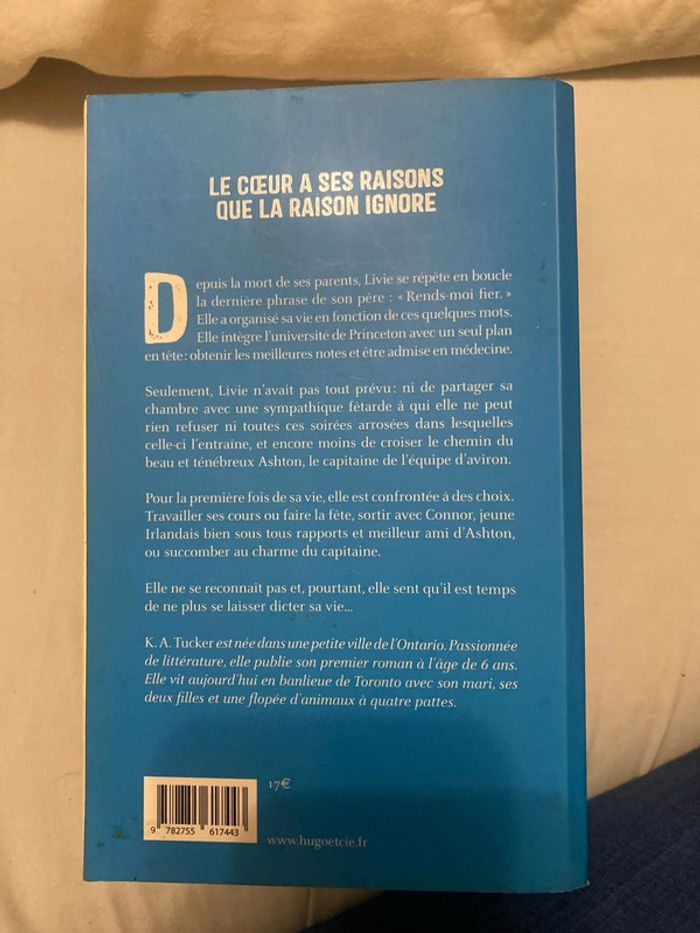 LE CŒUR A SES RAISONS
QUE LA RAISON IGNORE
Depuis la mort de ses parents, Livie se répète en boucle
la dernière phrase de son père : « Rends-moi fier. »
Elle a organisé sa vie en fonction de ces quelques mots.
Elle intègre l'université de Princeton avec un seul plan
en tête : obtenir les meilleures notes et être admise en médecine.
Seulement, Livie n'avait pas tout prévu : ni de partager sa
chambre avec une sympathique fêtarde à qui elle ne peut
rien refuser ni toutes ces soirées arrosées dans lesquelles
celle-ci l'entraine, et encore moins de croiser le chemin du
beau et ténébreux Ashton, le capitaine de l'équipe d'aviron.
Pour la première fois de sa vie, elle est confrontée à des choix.
Travailler ses cours ou faire la fête, sortir avec Connor, jeune
Irlandais bien sous tous rapports et meilleur ami d'Ashton,
ou succomber au charme du capitaine.
Elle ne se reconnaît pas et, pourtant, elle sent qu'il est temps
de ne plus se laisser dicter sa vie...
K. A. Tucker est née dans une petite ville de l'Ontario. Passionnée
de littérature, elle publie son premier roman à l'âge de 6 ans.
Elle vit aujourd'hui en banlieue de Toronto avec son mari, ses
deux filles et une flopée d'animaux à quatre pattes.
17€
9 782755 617443
www.hugoetcie.fr